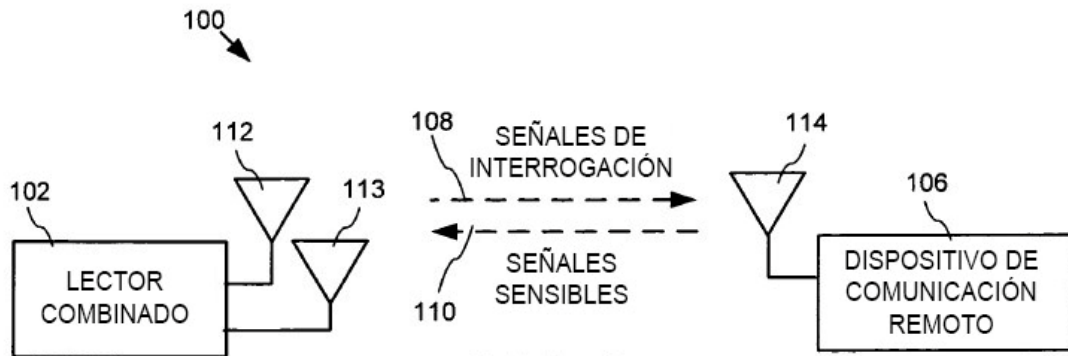 100
112
113
102
LECTOR
COMBINADO
108
SEÑALES DE
INTERROGACIÓN
SEÑALES
SENSIBLES
110
114
106
DISPOSITIVO DE
COMUNICACIÓN
REMOTO